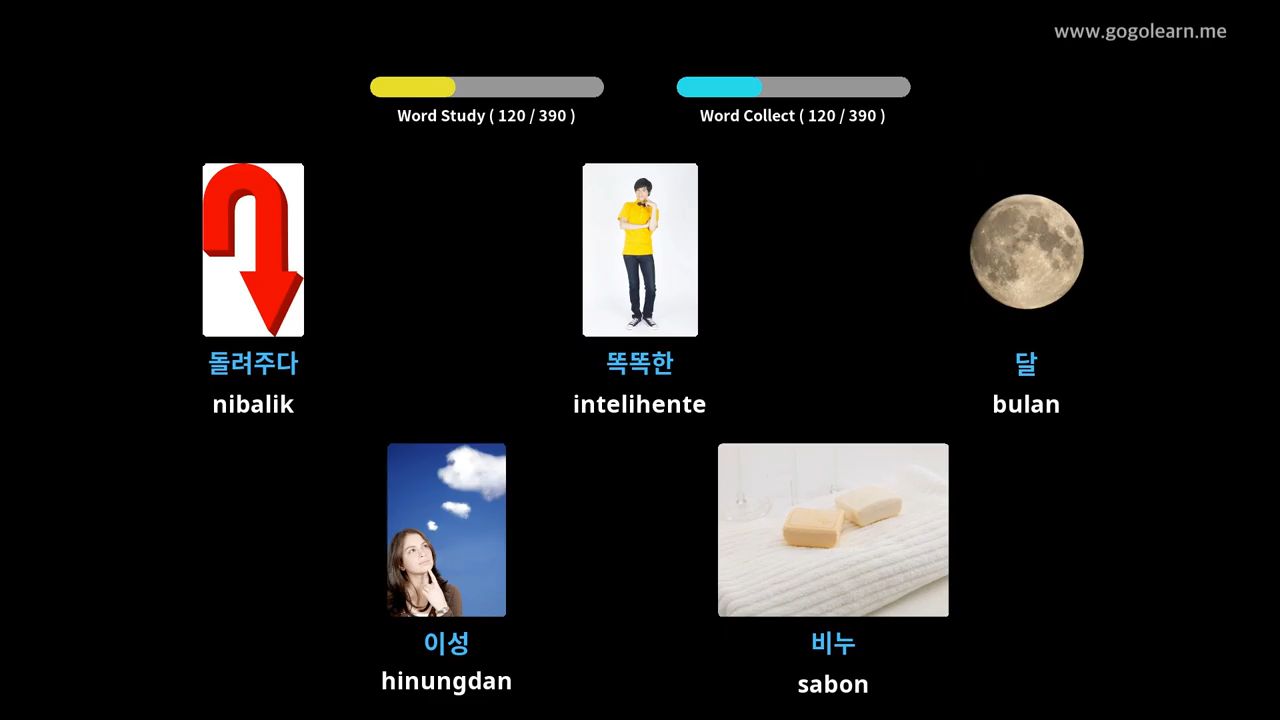 www.gogolearn.me
Word Study ( 120 / 390 )
Word Collect ( 120 / 390 )
돌려주다
nibalik
똑똑한
intelihente
달
bulan
이성
hinungdan
비누
sabon